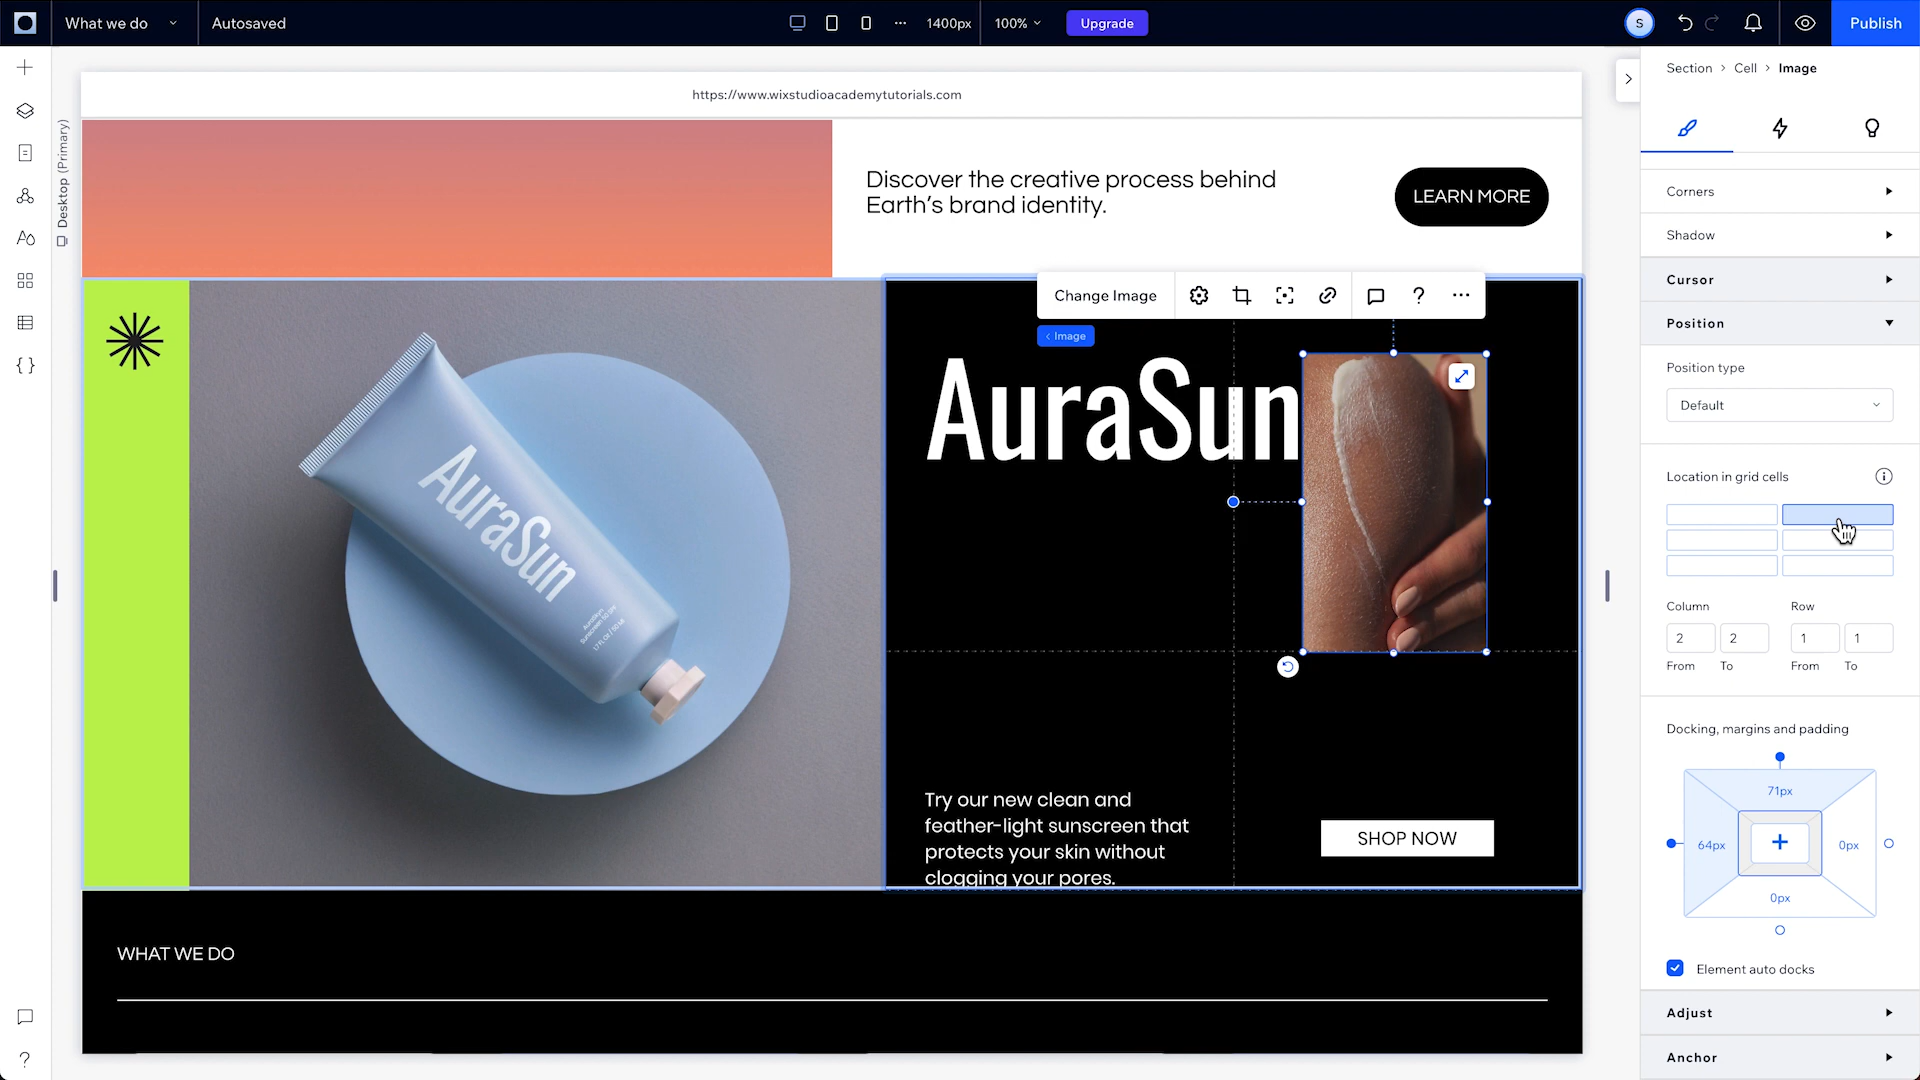 What we do
Autosaved
1400px
100%
Upgrade
S
Publish
https://www.wixstudioacademytutorials.com
Desktop (Primary)
Discover the creative process behind
Earth's brand identity.
LEARN MORE
Change Image
?
Image
AuraSun
AuraSun
Try our new clean and
feather-light sunscreen that
protects your skin without
clogging your pores.
SHOP NOW
WHAT WE DO
Section > Cell > Image
Corners
Shadow
Cursor
Position
Position type
Default
Location in grid cells
Column
Row
2
2
1
1
From
To
From
To
Docking, margins and padding
71px
64px
0px
0px
Element auto docks
Adjust
Anchor
?